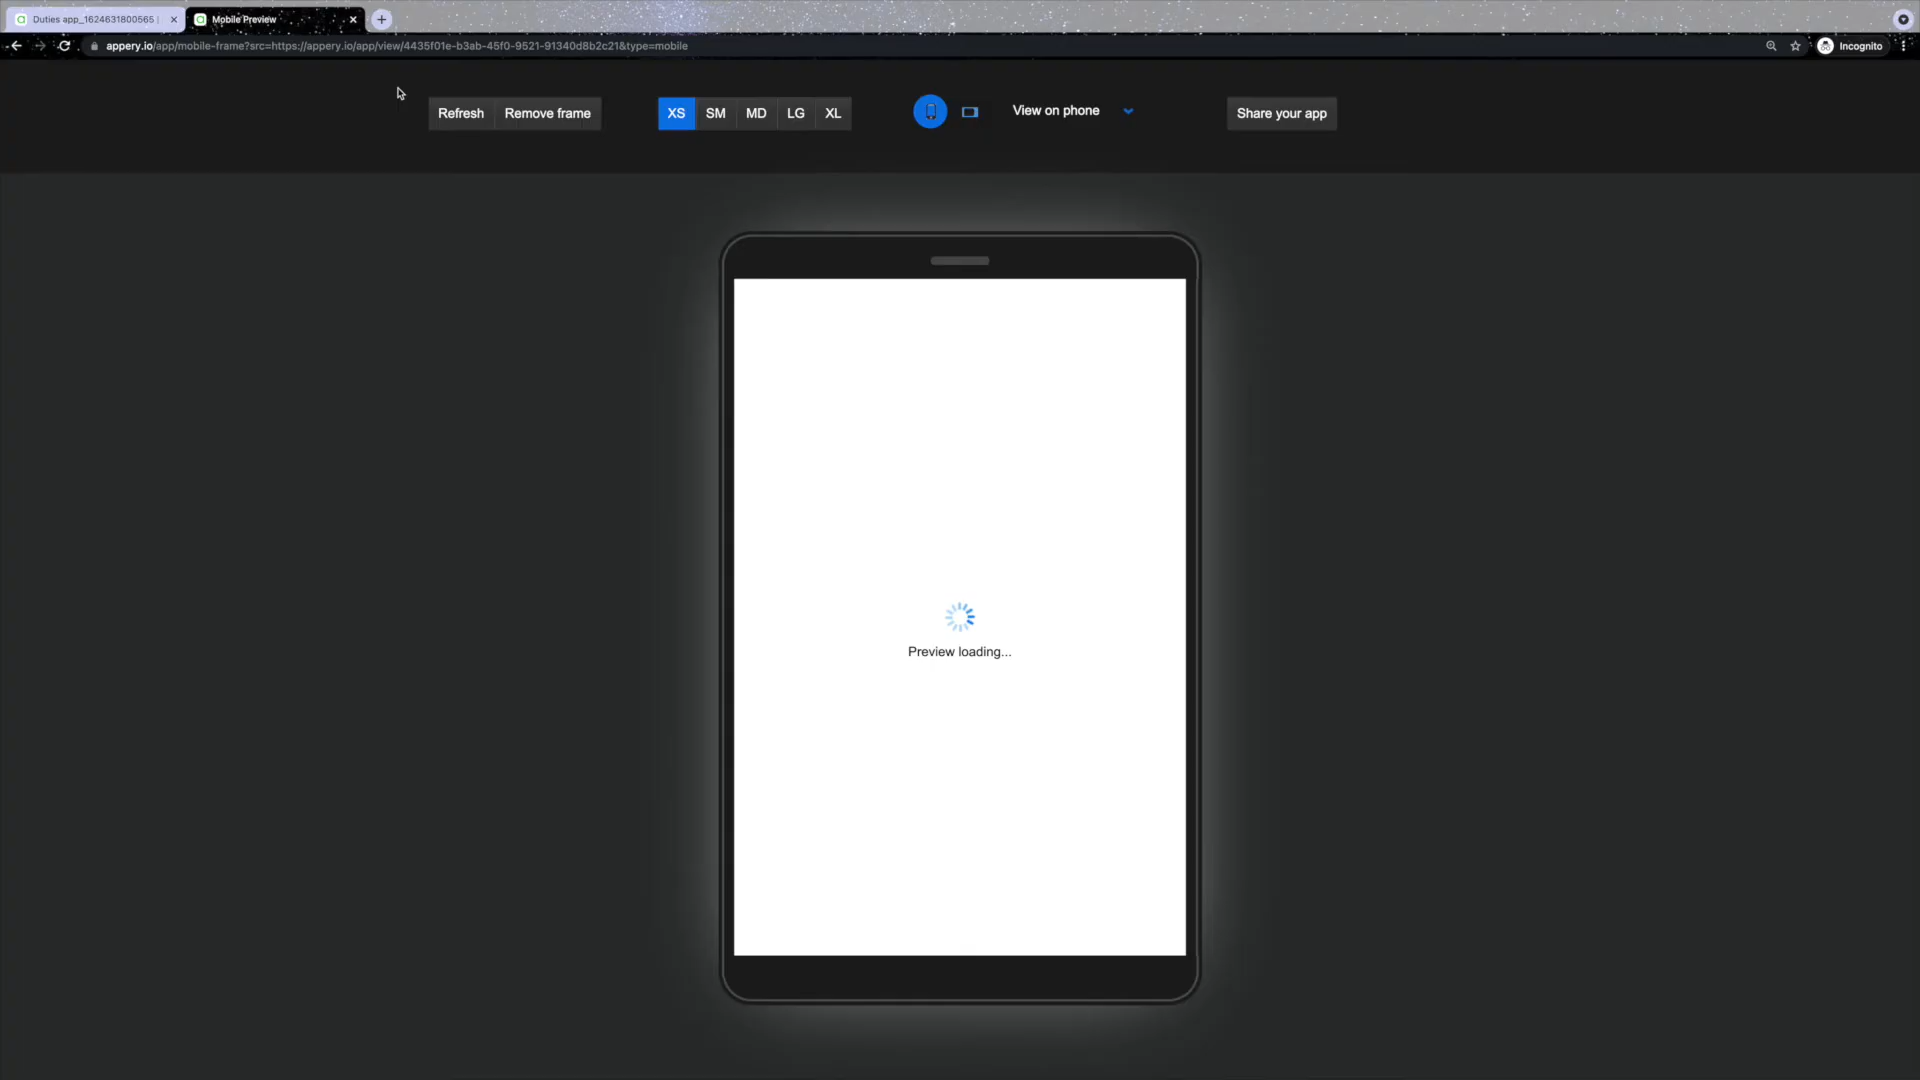 Duties app_1624631800565 |
Mobile Preview
appery.io/app/mobile-frame?src=https://appery.io/app/view/4435f01e-b3ab-45f0-9521-91340d8b2c21&type=mobile
Incognito
Refresh
Remove frame
XS
SM
MD
LG
XL
View on phone
Share your app
Preview loading...